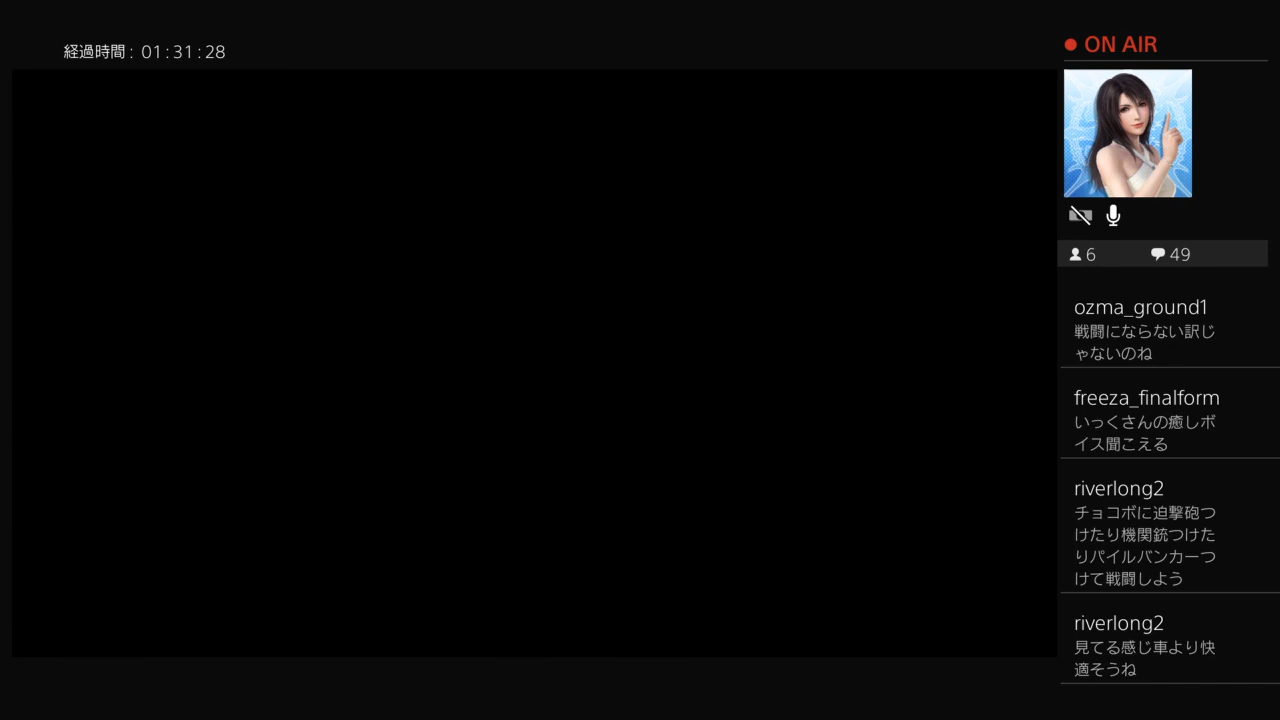 経過時間 : 01:31:28
ON AIR
6
49
ozma_ground1
戦闘にならない訳じ
ゃないのね
freeza_finalform
いっくさんの癒しボ
イス聞こえる
riverlong2
チョコボに迫撃砲つ
けたり機関銃つけた
りパイルバンカーつ
けて戦闘しよう
riverlong2
見てる感じ車より快
適そうね